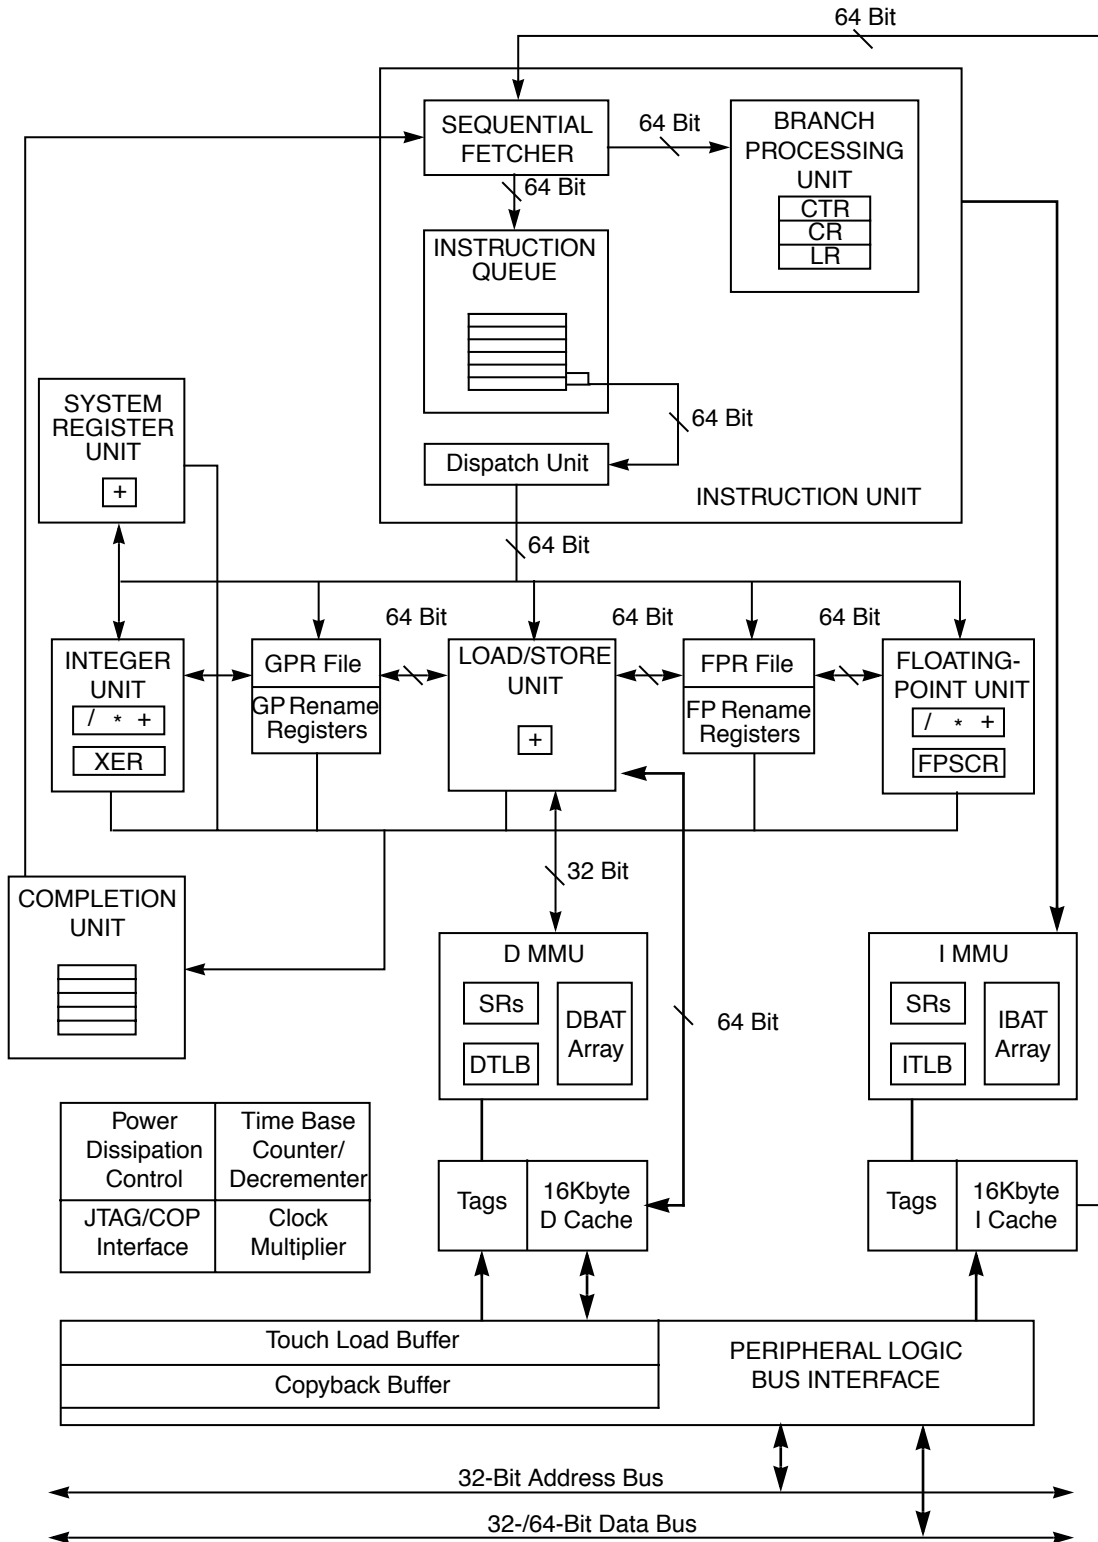 64 Bit
SEQUENTIAL
FETCHER
64 Bit
BRANCH
PROCESSING
UNIT
CTR
CR
LR
64 Bit
INSTRUCTION
QUEUE
64 Bit
Dispatch Unit
INSTRUCTION UNIT
SYSTEM
REGISTER
UNIT
+
64 Bit
64 Bit
64 Bit
64 Bit
INTEGER
UNIT
/ * +
XER
GPR File
GP Rename
Registers
LOAD/STORE
UNIT
+
FPR File
FP Rename
Registers
FLOATING-
POINT UNIT
/ * +
FPSCR
32 Bit
COMPLETION
UNIT
D MMU
SRs
DTLB
DBAT
Array
64 Bit
I MMU
SRs
ITLB
IBAT
Array
Power
Dissipation
Control
Time Base
Counter/
Decrementer
JTAG/COP
Interface
Clock
Multiplier
Tags
16Kbyte
D Cache
Tags
16Kbyte
I Cache
Touch Load Buffer
Copyback Buffer
PERIPHERAL LOGIC
BUS INTERFACE
32-Bit Address Bus
32-/64-Bit Data Bus